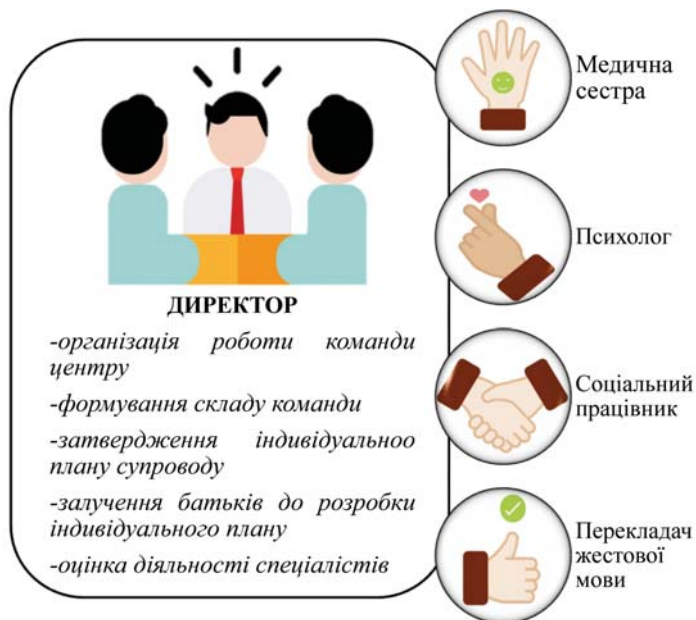 ДИРЕКТОР
-організація роботи команди
центру
-формування складу команди
-затвердження індивідуальноо
плану супроводу
-залучення батьків до розробки
індивідуального плану
-оцінка діяльності спеціалістів
Медична
сестра
Психолог
Соціальний
працівник
Перекладач
жестової
мови